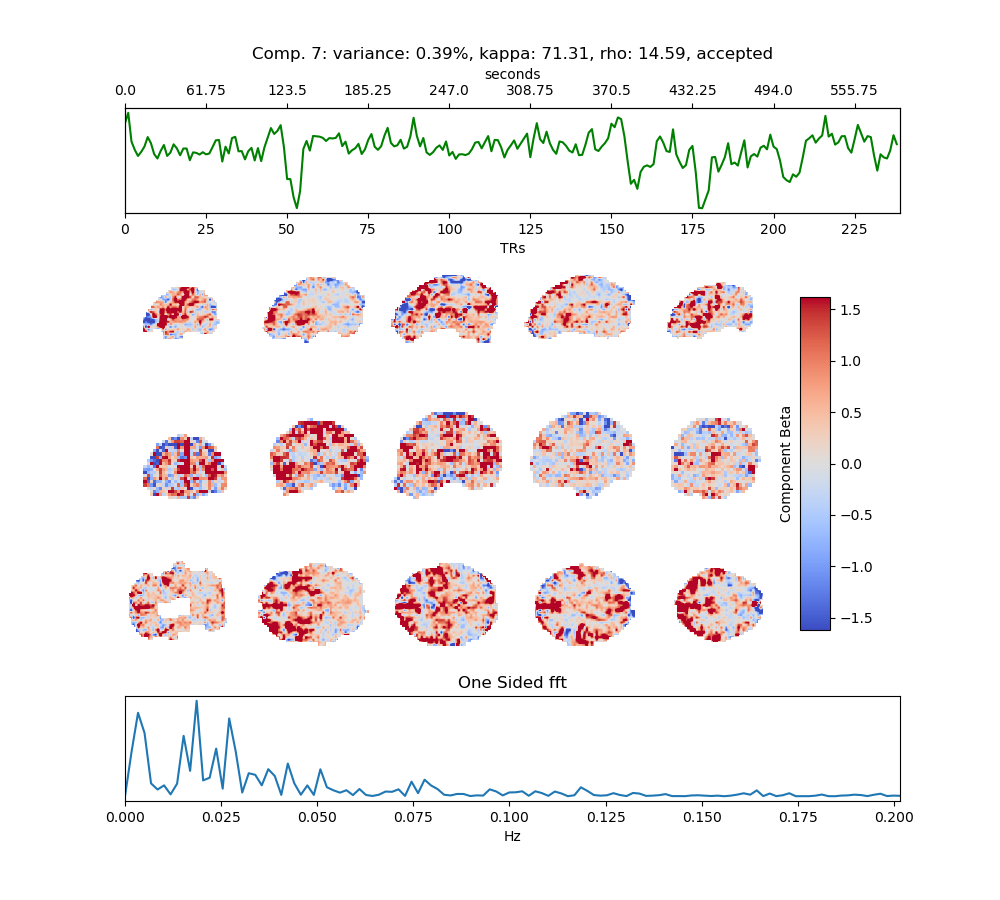 Comp. 7: variance: 0.39%, kappa: 71.31, rho: 14.59, accepted
seconds
0.0 61.75 123.5 185.25 247.0 308.75 370.5 432.25 494.0 555.75
0 25 50 75 100 125 150 175 200 225
TRs
1.5
1.0
0.5
0.0
−0.5
−1.0
−1.5
Component Beta
One Sided fft
0.000 0.025 0.050 0.075 0.100 0.125 0.150 0.175 0.200
Hz